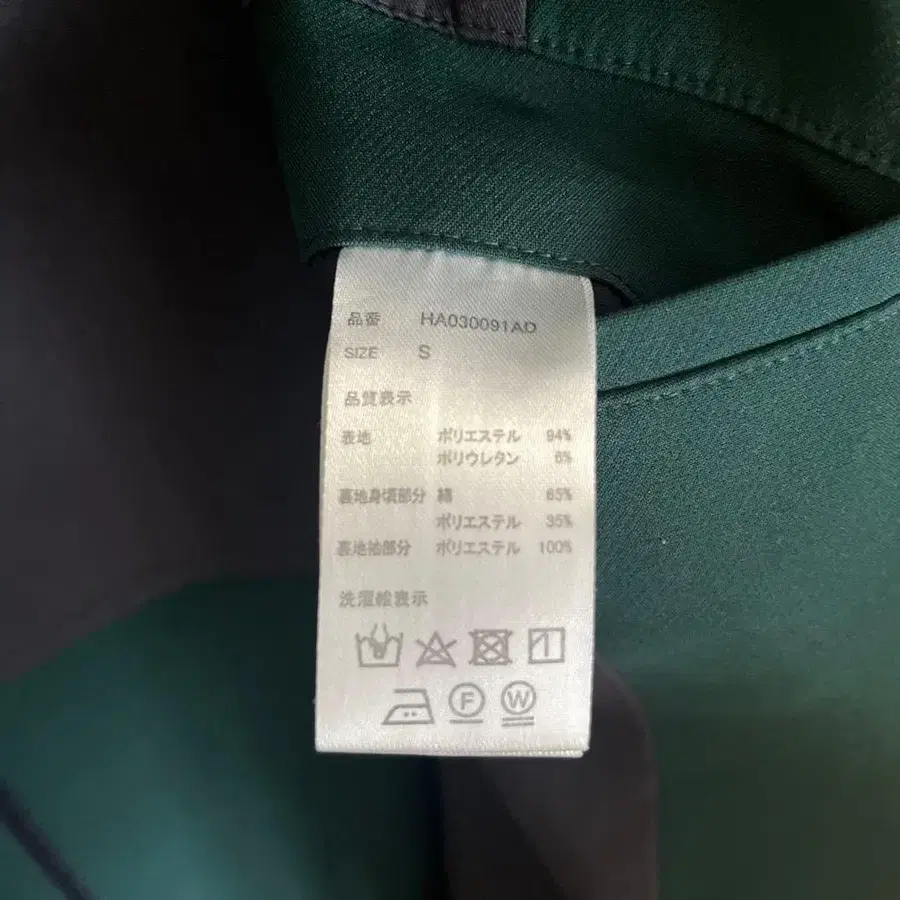 品番 HA030091AD
SIZE S
品質表示
表地 ポリエステル 94%
ポリウレタン 6%
裏地身頃部分 綿 65%
ポリエステル 35%
裏地袖部分 ポリエステル 100%
洗濯絵表示
F W